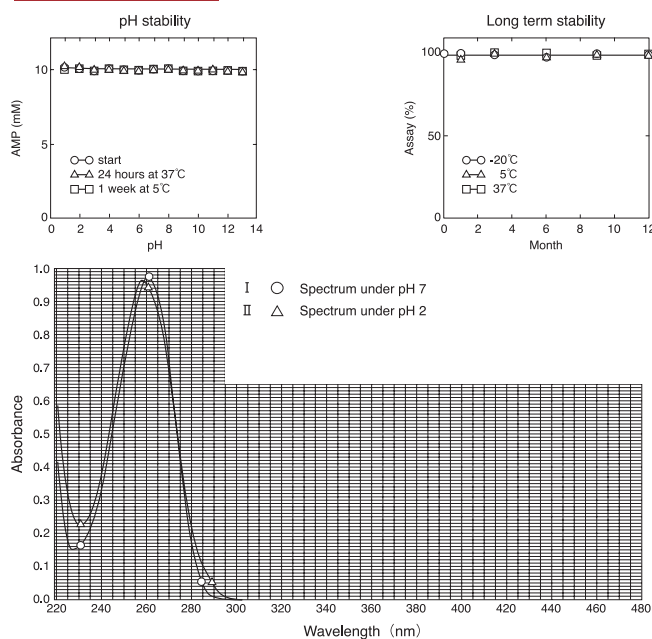 pH stability
10
5
0
AMP (mM)
start
24 hours at 37℃
1 week at 5℃
0 2 4 6 8 10 12 14
pH
Long term stability
100
50
0
Assay (%)
-20℃
5℃
37℃
0 2 4 6 8 10 12
Month
1.0
0.9
0.8
0.7
0.6
0.5
0.4
0.3
0.2
0.1
0.0
Absorbance
Ⅰ Spectrum under pH 7
Ⅱ Spectrum under pH 2
220 240 260 280 300 320 340 360 380 400 420 440 460 480
Wavelength (nm)